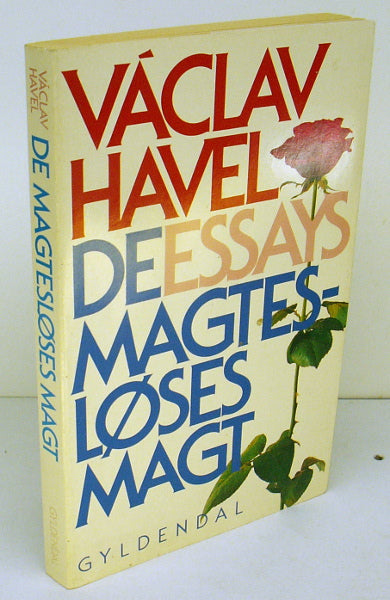 VÁCLAV
HAVEL
DE ESSAYS
MAGTES-
LØSES
MAGT
GYLDENDAL
VÁCLAV
HAVEL
DE MAGTESLØSES MAGT
GYLDENDAL